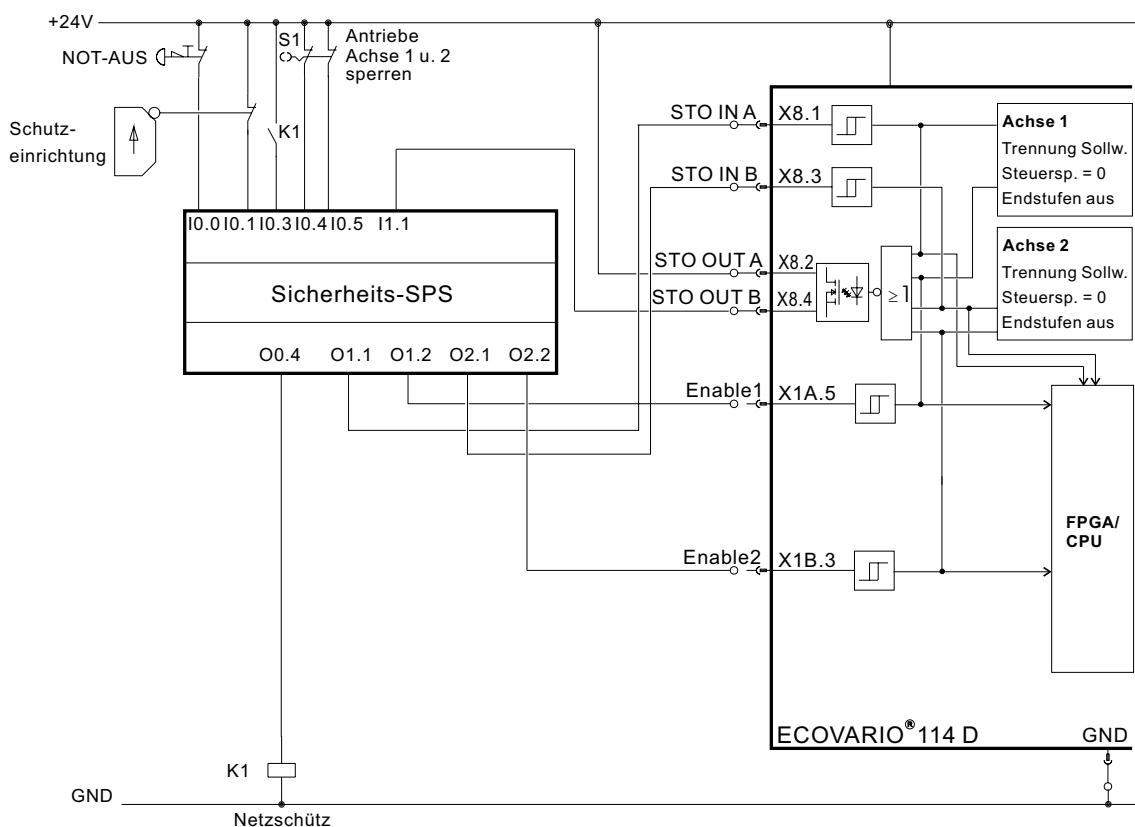 +24V
NOT-AUS
S1
Antriebe
Achse 1 u. 2
sperren
Schutz-
einrichtung
K1
I0.0 I0.1 I0.3 I0.4 I0.5 I1.1
Sicherheits-SPS
O0.4 O1.1 O1.2 O2.1 O2.2
STO IN A X8.1
STO IN B X8.3
STO OUT A X8.2
STO OUT B X8.4
≥1
Achse 1
Trennung Sollw.
Steuersp. = 0
Endstufen aus
Achse 2
Trennung Sollw.
Steuersp. = 0
Endstufen aus
Enable1 X1A.5
Enable2 X1B.3
FPGA/
CPU
ECOVARIO® 114 D
GND
K1
GND
Netzschütz